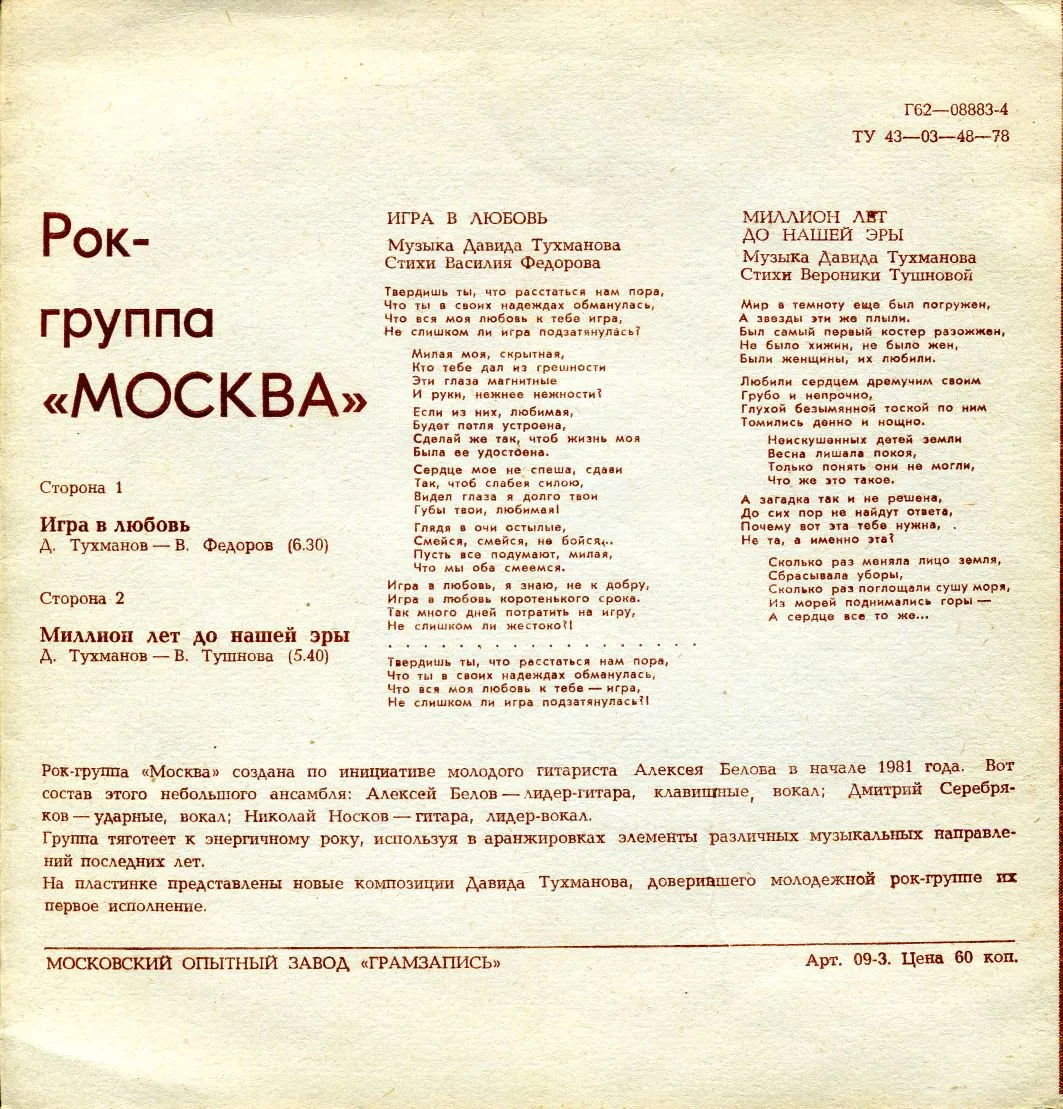 Г62—08883-4
ТУ 43—03—48—78
Рок-
группа
«МОСКВА»
Сторона 1
Игра в любовь
Д. Тухманов — В. Федоров (6.30)
Сторона 2
Миллион лет до нашей эры
Д. Тухманов — В. Тушнова (5.40)
ИГРА В ЛЮБОВЬ
Музыка Давида Тухманова
Стихи Василия Федорова
Твердишь ты, что расстаться нам пора,
Что ты в своих надеждах обманулась,
Что вся моя любовь к тебе игра,
Не слишком ли игра подзатянулась?
Милая моя, скрытная,
Кто тебе дал из грешности
Эти глаза магнитные
И руки, нежнее нежности?
Если из них, любимая,
Будет петля устроена,
Сделай же так, чтоб жизнь моя
Была ее удостоена.
Сердце мое не спеша, сдави
Так, чтоб слабея силою,
Видел глаза я долго твои
Губы твои, любимая!
Глядя в очи остылые,
Смейся, смейся, не бойся...
Пусть все подумают, милая,
Что мы оба смеемся.
Игра в любовь, я знаю, не к добру,
Игра в любовь коротенького срока.
Так много дней потратить на игру,
Не слишком ли жестоко?!
. . . . . . . . . . . . . . . . . .
Твердишь ты, что расстаться нам пора,
Что ты в своих надеждах обманулась,
Что вся моя любовь к тебе — игра,
Не слишком ли игра подзатянулась?!
МИЛЛИОН ЛЕТ
ДО НАШЕЙ ЭРЫ
Музыка Давида Тухманова
Стихи Вероники Тушновой
Мир в темноту еще был погружен,
А звезды эти же плыли.
Был самый первый костер разожжен,
Не было хижин, не было жен,
Были женщины, их любили.
Любили сердцем дремучим своим
Грубо и непрочно,
Глухой безымянной тоской по ним
Томились денно и нощно.
Неискушенных детей земли
Весна лишала покоя,
Только понять они не могли,
Что же это такое.
А загадка так и не решена,
До сих пор не найдут ответа,
Почему вот эта тебе нужна,
Не та, а именно эта?
Сколько раз меняла лицо земля,
Сбрасывала уборы,
Сколько раз поглощали сушу моря,
Из морей поднимались горы —
А сердце все то же...
Рок-группа «Москва» создана по инициативе молодого гитариста Алексея Белова в начале 1981 года. Вот
состав этого небольшого ансамбля: Алексей Белов — лидер-гитара, клавишные, вокал; Дмитрий Серебря-
ков — ударные, вокал; Николай Носков — гитара, лидер-вокал.
Группа тяготеет к энергичному року, используя в аранжировках элементы различных музыкальных направле-
ний последних лет.
На пластинке представлены новые композиции Давида Тухманова, доверившего молодежной рок-группе их
первое исполнение.
МОСКОВСКИЙ ОПЫТНЫЙ ЗАВОД «ГРАМЗАПИСЬ»
Арт. 09-3. Цена 60 коп.